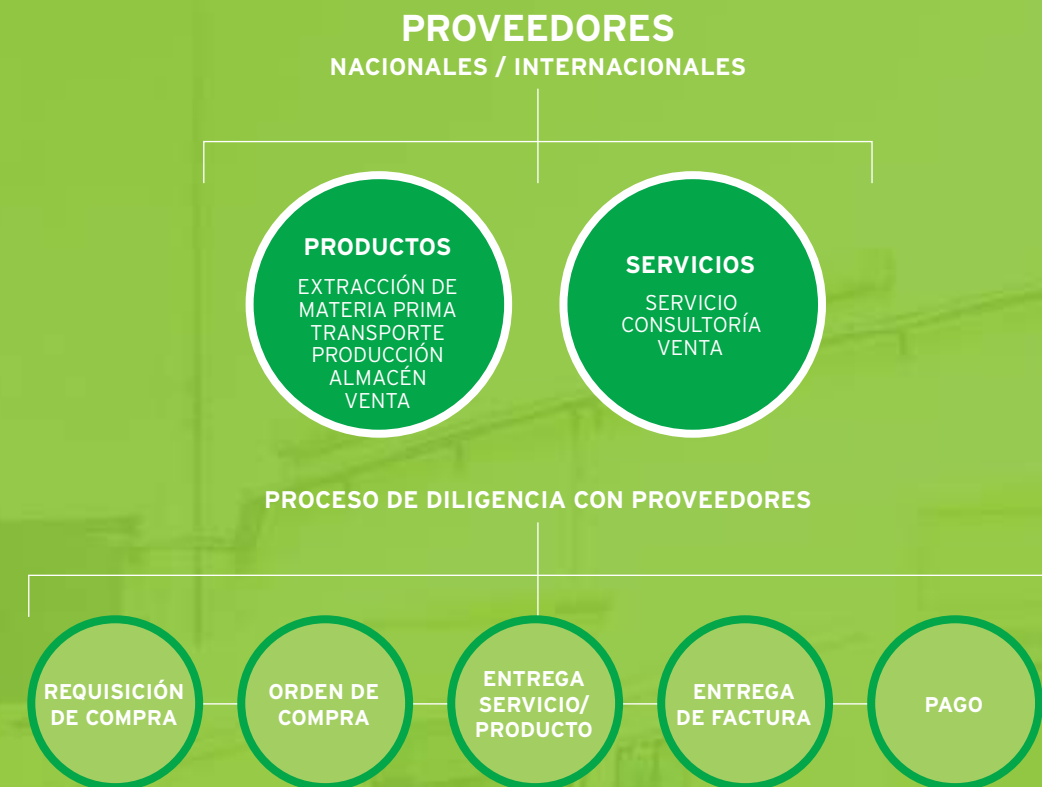 PROVEEDORES
NACIONALES / INTERNACIONALES
PRODUCTOS
EXTRACCIÓN DE
MATERIA PRIMA
TRANSPORTE
PRODUCCIÓN
ALMACÉN
VENTA
SERVICIOS
SERVICIO
CONSULTORÍA
VENTA
PROCESO DE DILIGENCIA CON PROVEEDORES
REQUISICIÓN
DE COMPRA
ORDEN DE
COMPRA
ENTREGA
SERVICIO/
PRODUCTO
ENTREGA
DE FACTURA
PAGO